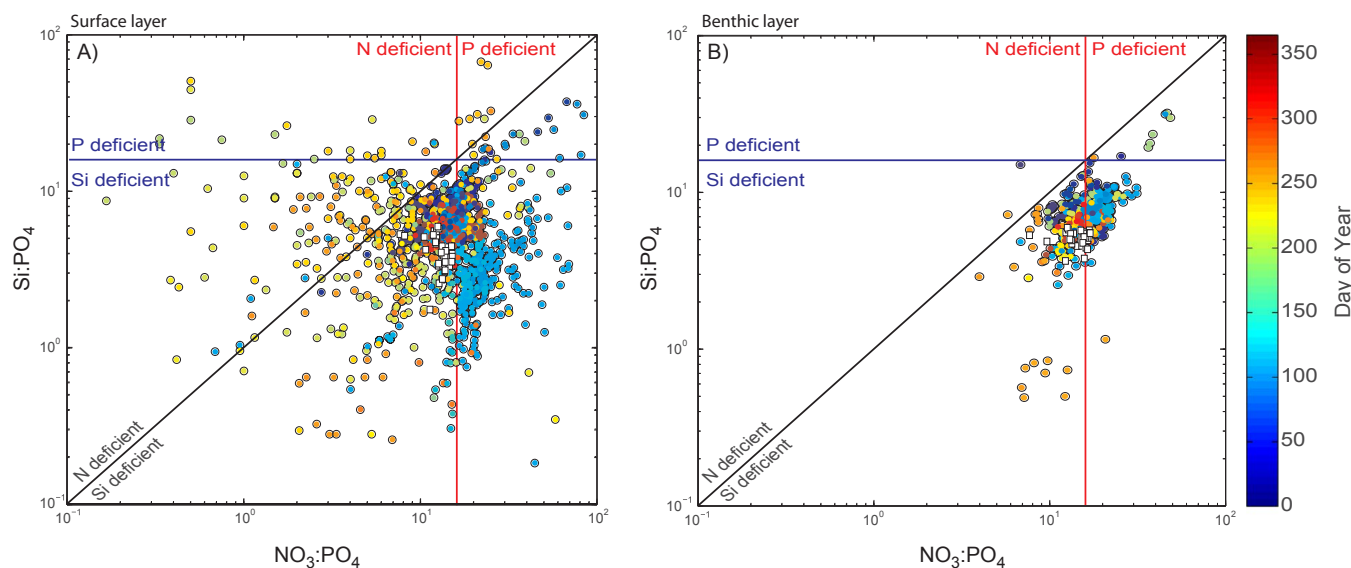 Surface layer
A)
N deficient
P deficient
P deficient
Si deficient
N deficient
Si deficient
10²
10¹
10⁰
10⁻¹
Si:PO₄
10⁻¹
10⁰
10¹
10²
NO₃:PO₄
Benthic layer
B)
N deficient
P deficient
P deficient
Si deficient
N deficient
Si deficient
10²
10¹
10⁰
10⁻¹
Si:PO₄
10⁻¹
10⁰
10¹
10²
NO₃:PO₄
350
300
250
200
150
100
50
0
Day of Year